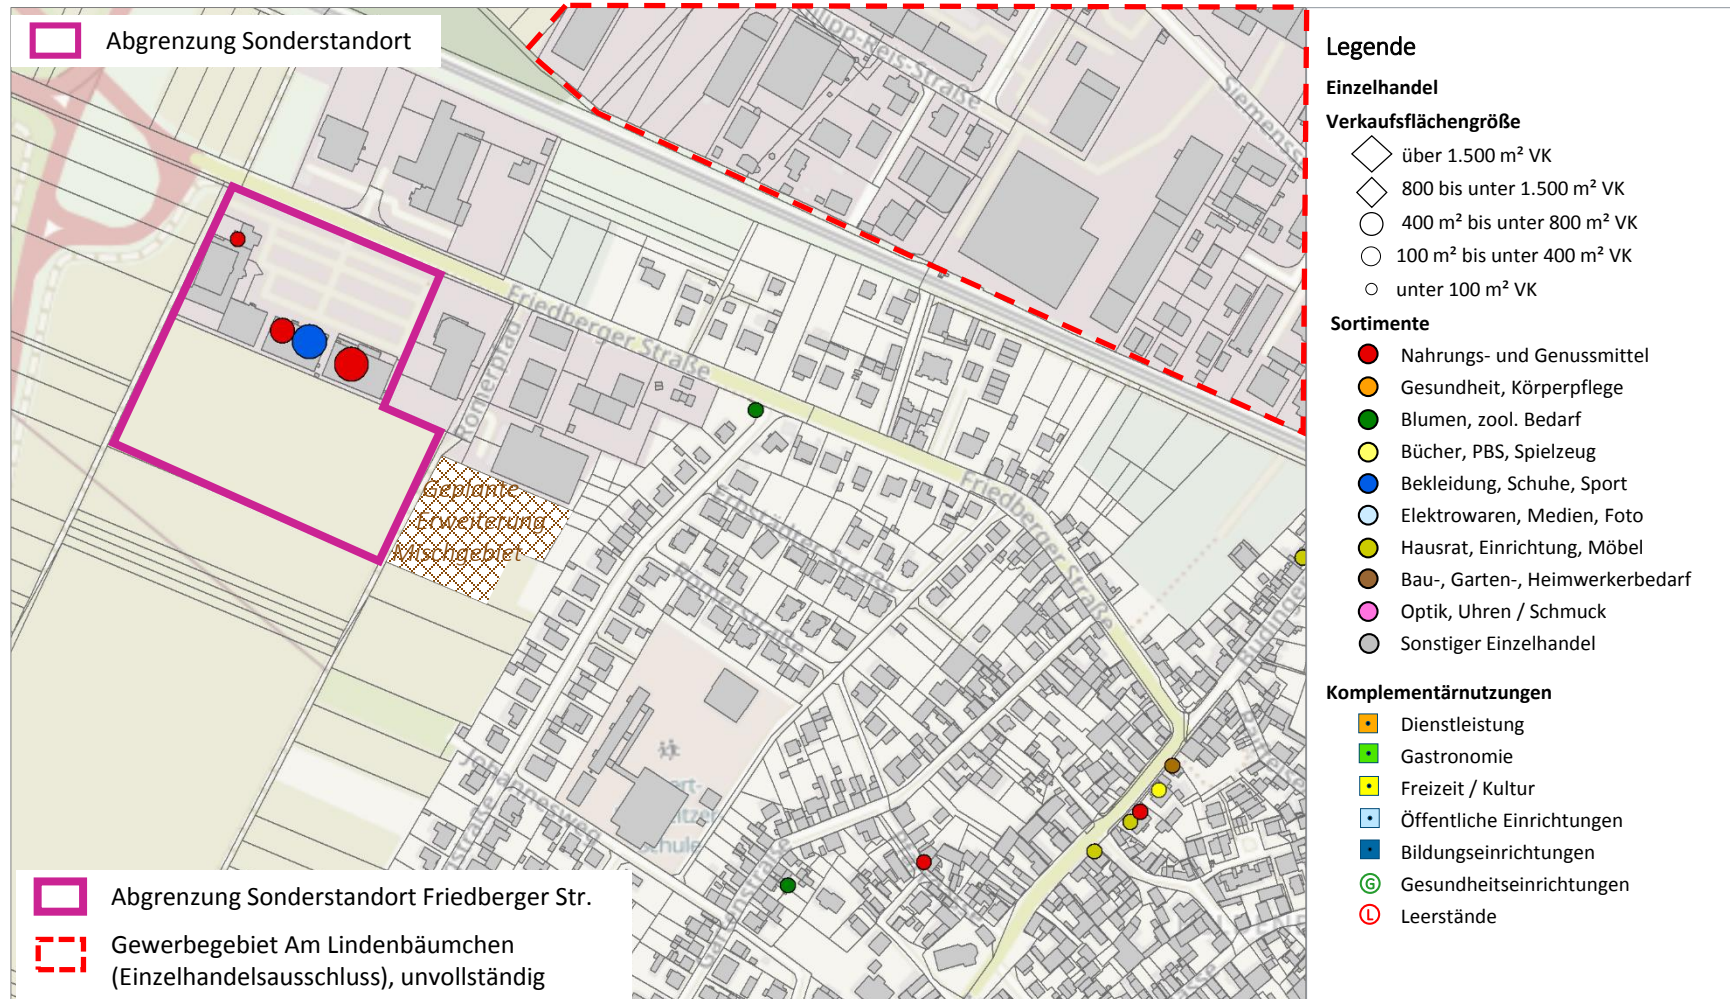 Abgrenzung Sonderstandort
Legende
Einzelhandel
Verkaufsflächengröße
über 1.500 m² VK
800 bis unter 1.500 m² VK
400 m² bis unter 800 m² VK
100 m² bis unter 400 m² VK
unter 100 m² VK
Sortimente
Nahrungs- und Genussmittel
Gesundheit, Körperpflege
Blumen, zool. Bedarf
Bücher, PBS, Spielzeug
Bekleidung, Schuhe, Sport
Elektrowaren, Medien, Foto
Hausrat, Einrichtung, Möbel
Bau-, Garten-, Heimwerkerbedarf
Optik, Uhren / Schmuck
Sonstiger Einzelhandel
Komplementärnutzungen
Dienstleistung
Gastronomie
Freizeit / Kultur
Öffentliche Einrichtungen
Bildungseinrichtungen
G Gesundheitseinrichtungen
L Leerstände
Friedberger Straße
Römerpfad
Geplante
Erweiterung
Mischgebiet
Erbstädter Straße
Römerstraße
Friedberger Straße
Johannesweg
Abgrenzung Sonderstandort Friedberger Str.
Gewerbegebiet Am Lindenbäumchen
(Einzelhandelsausschluss), unvollständig